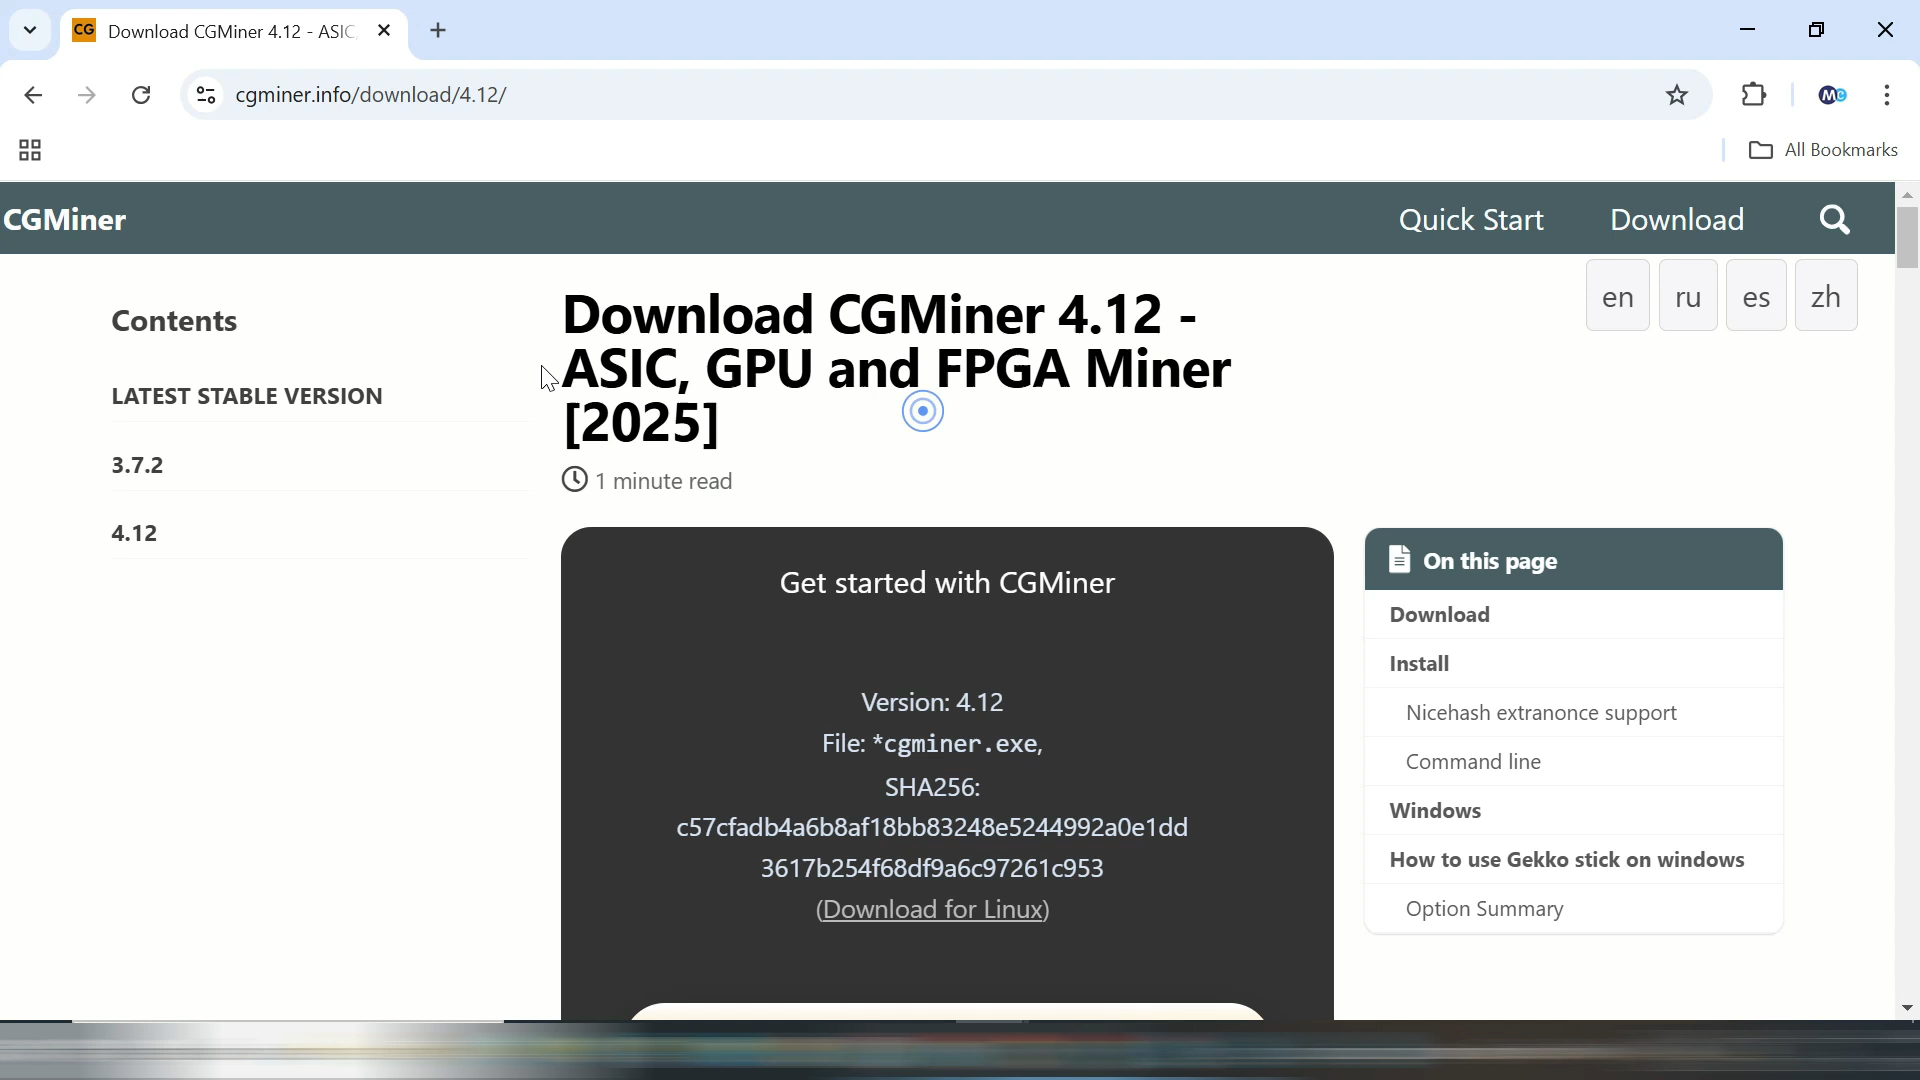 CG Download CGMiner 4.12 - ASIC,
cgminer.info/download/4.12/
MC
All Bookmarks
CGMiner
Quick Start
Download
en
ru
es
zh
Contents
LATEST STABLE VERSION
3.7.2
4.12
Download CGMiner 4.12 -
ASIC, GPU and FPGA Miner
[2025]
1 minute read
Get started with CGMiner
Version: 4.12
File: *cgminer.exe,
SHA256:
c57cfadb4a6b8af18bb83248e5244992a0e1dd
3617b254f68df9a6c97261c953
(Download for Linux)
On this page
Download
Install
Nicehash extranonce support
Command line
Windows
How to use Gekko stick on windows
Option Summary